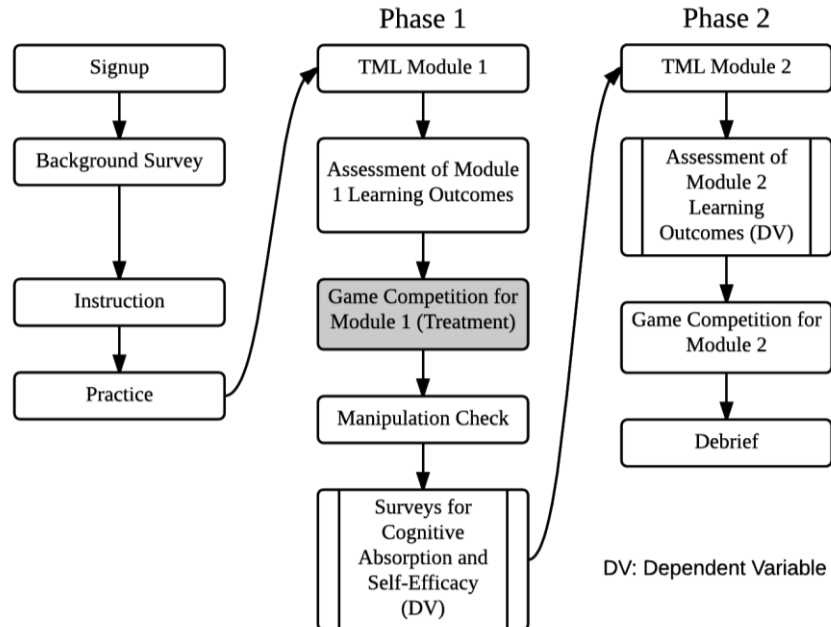 Signup
Background Survey
Instruction
Practice
Phase 1
TML Module 1
Assessment of Module
1 Learning Outcomes
Game Competition for
Module 1 (Treatment)
Manipulation Check
Surveys for
Cognitive
Absorption and
Self-Efficacy
(DV)
Phase 2
TML Module 2
Assessment of
Module 2
Learning
Outcomes (DV)
Game Competition for
Module 2
Debrief
DV: Dependent Variable